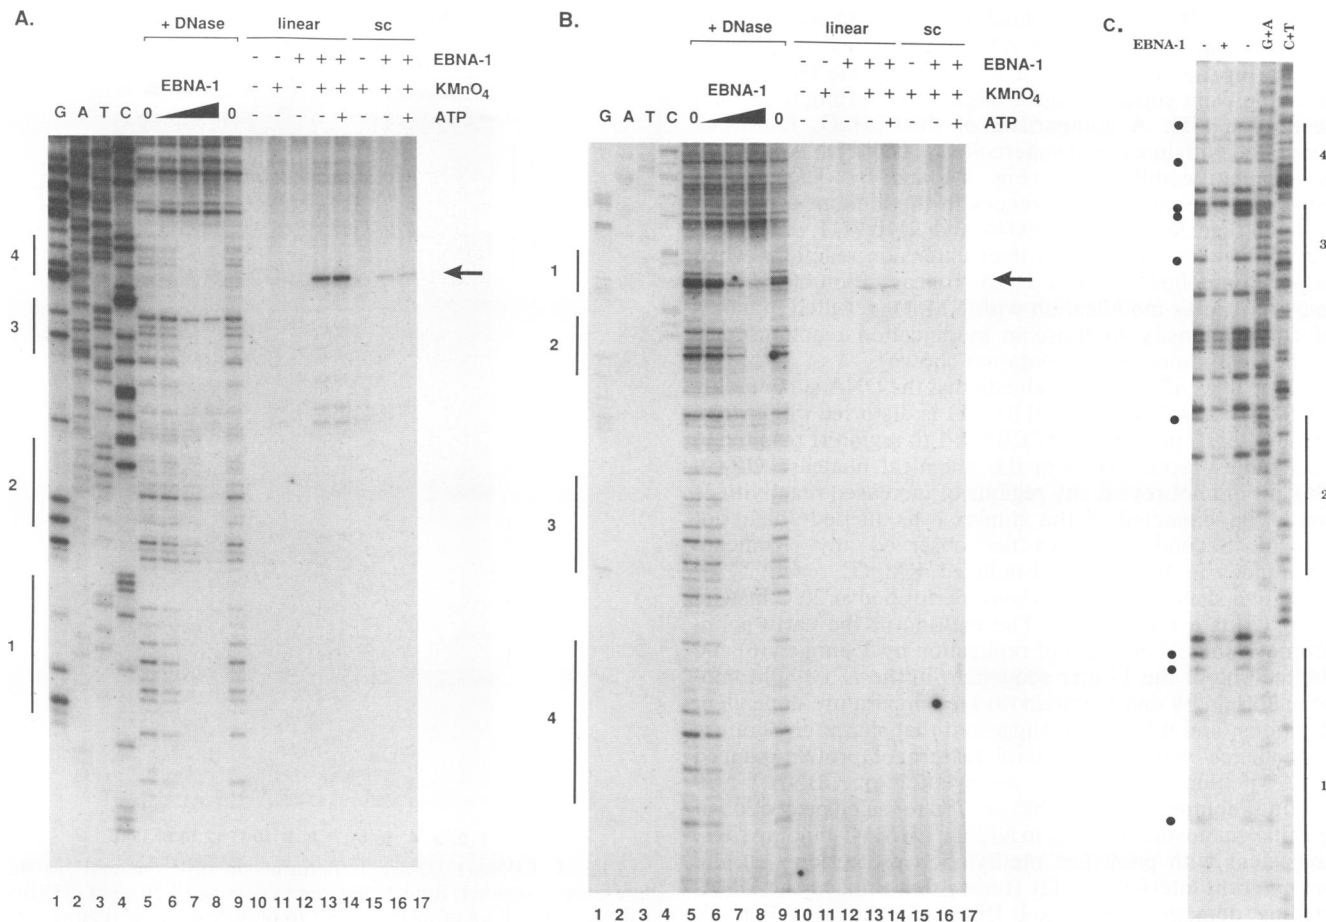 A.
+ DNase
linear
sc
- - + + + - + + EBNA-1
EBNA-1
- + - + + + + + KMnO4
G A T C 0 0
+ + ATP
4
3
2
1
1 2 3 4 5 6 7 8 9 10 11 12 13 14 15 16 17
B.
+ DNase
linear
sc
- - + + + - + + EBNA-1
EBNA-1
- + - + + + + + KMnO4
G A T C 0 0
+ + ATP
1
2
3
4
1 2 3 4 5 6 7 8 9 10 11 12 13 14 15 16 17
C.
EBNA-1 - + - G+A C+T
4
3
2
1